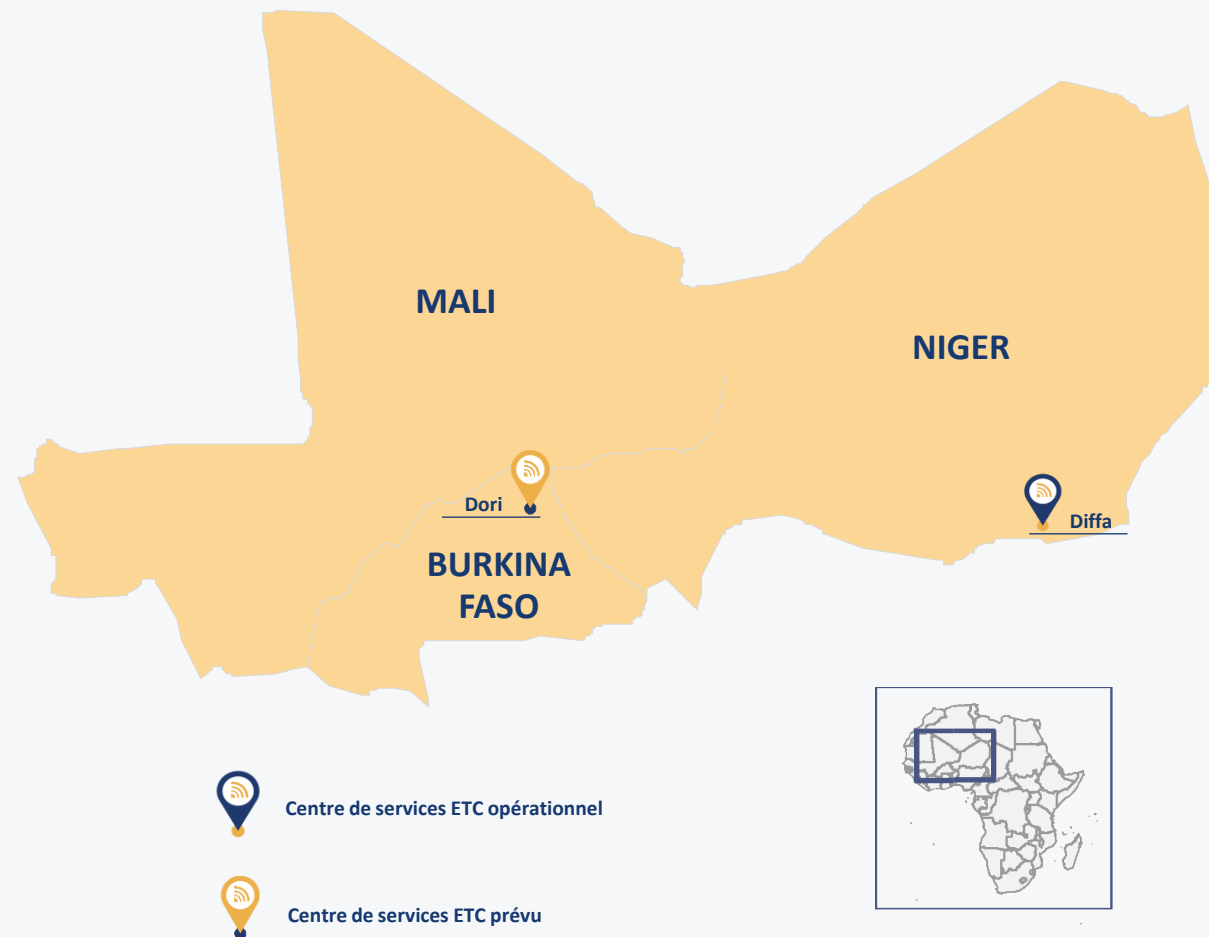 MALI
NIGER
Dori
Diffa
BURKINA
FASO
Centre de services ETC opérationnel
Centre de services ETC prévu